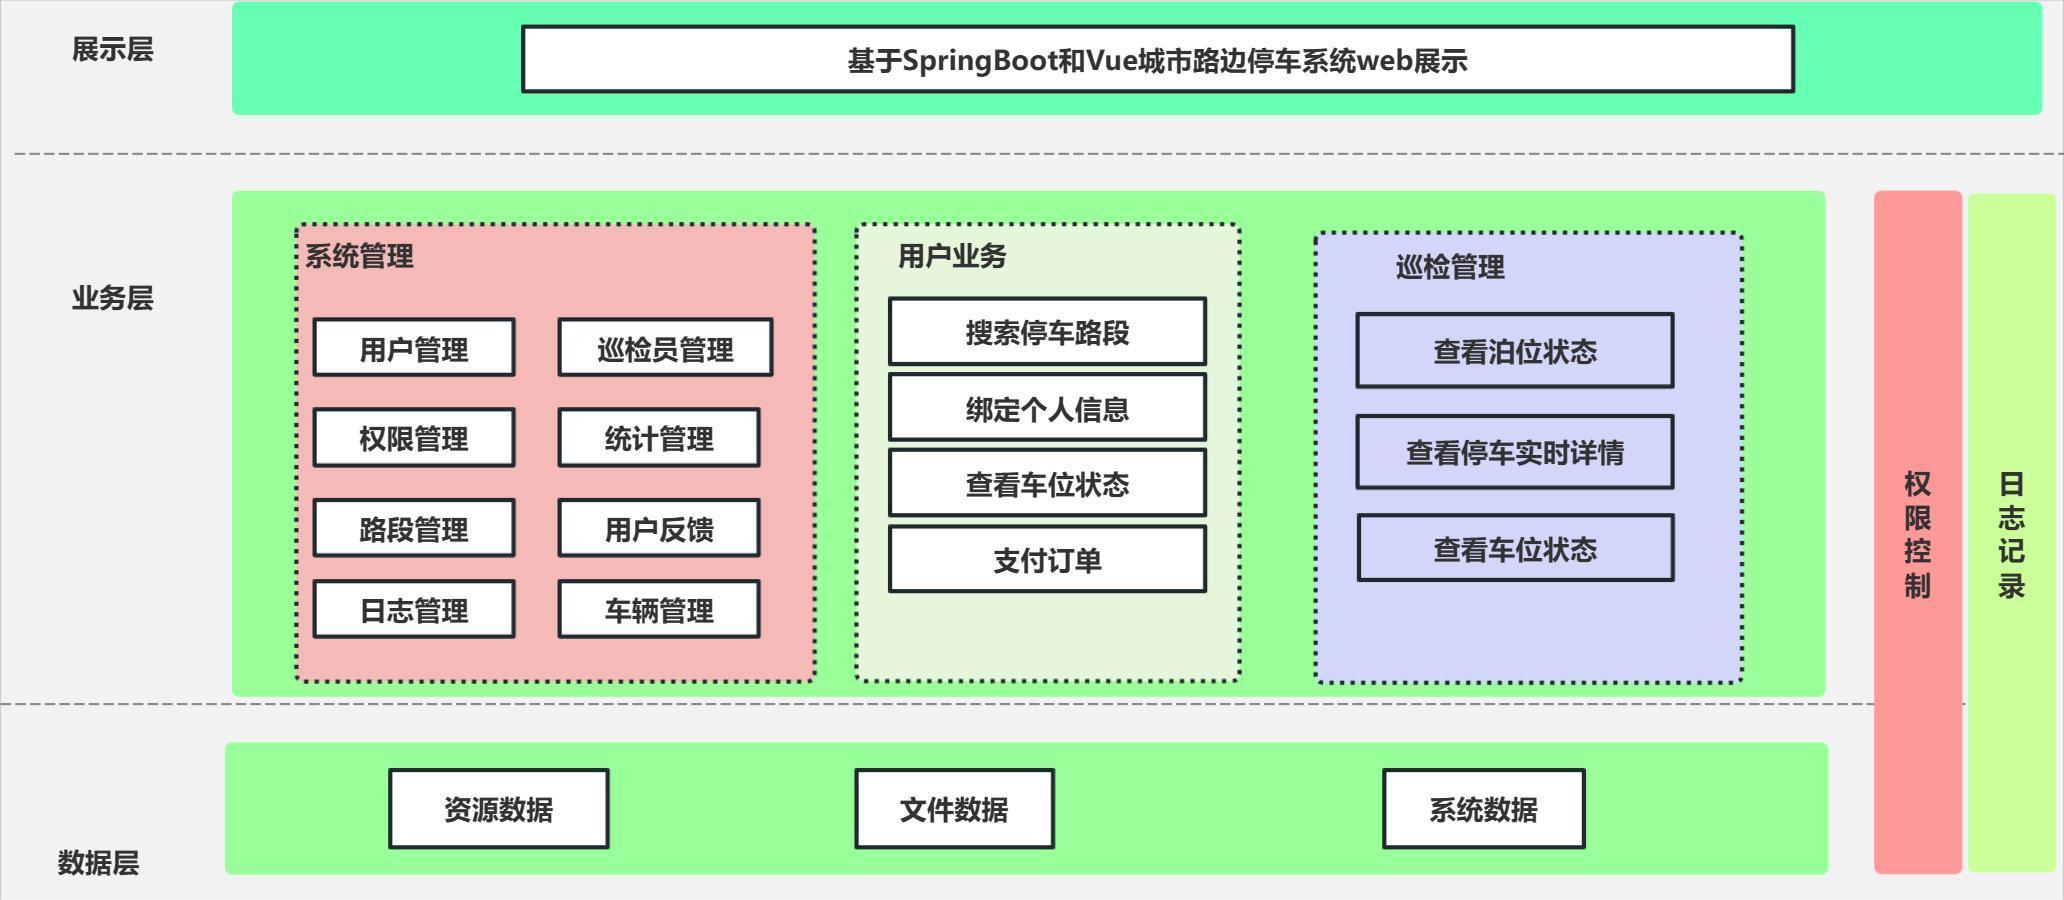 展示层
基于SpringBoot和Vue城市路边停车系统web展示
业务层
系统管理
用户管理
巡检员管理
权限管理
统计管理
路段管理
用户反馈
日志管理
车辆管理
用户业务
搜索停车路段
绑定个人信息
查看车位状态
支付订单
巡检管理
查看泊位状态
查看停车实时详情
查看车位状态
权
限
控
制
日
志
记
录
数据层
资源数据
文件数据
系统数据